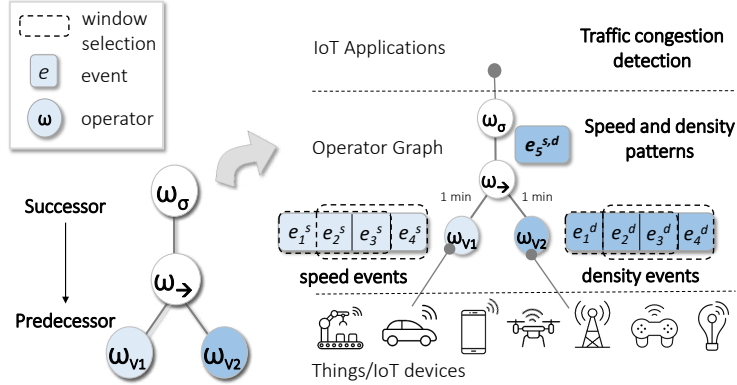 window
selection
e
event
ω
operator
Successor
Predecessor
ωσ
ω→
ωV1
ωV2
IoT Applications
Traffic congestion
detection
Operator Graph
ωσ
e5s,d
Speed and density
patterns
ω→
1 min
1 min
e1s e2s e3s e4s
ωV1
ωV2
e1d e2d e3d e4d
speed events
density events
Things/IoT devices